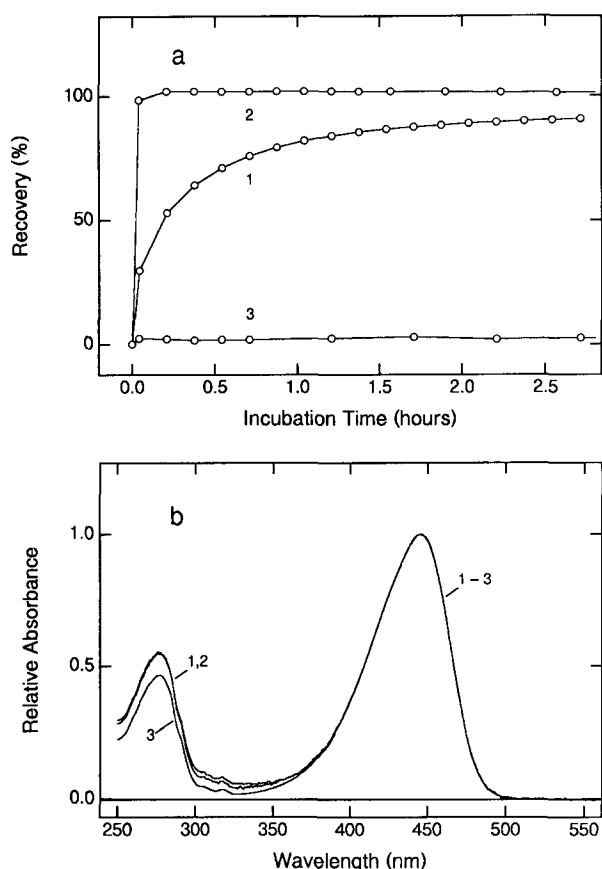 a
100
50
0
2
1
3
Recovery (%)
0.0 0.5 1.0 1.5 2.0 2.5
Incubation Time (hours)
b
1.0
0.5
0.0
1 – 3
1,2
3
Relative Absorbance
250 300 350 400 450 500 550
Wavelength (nm)